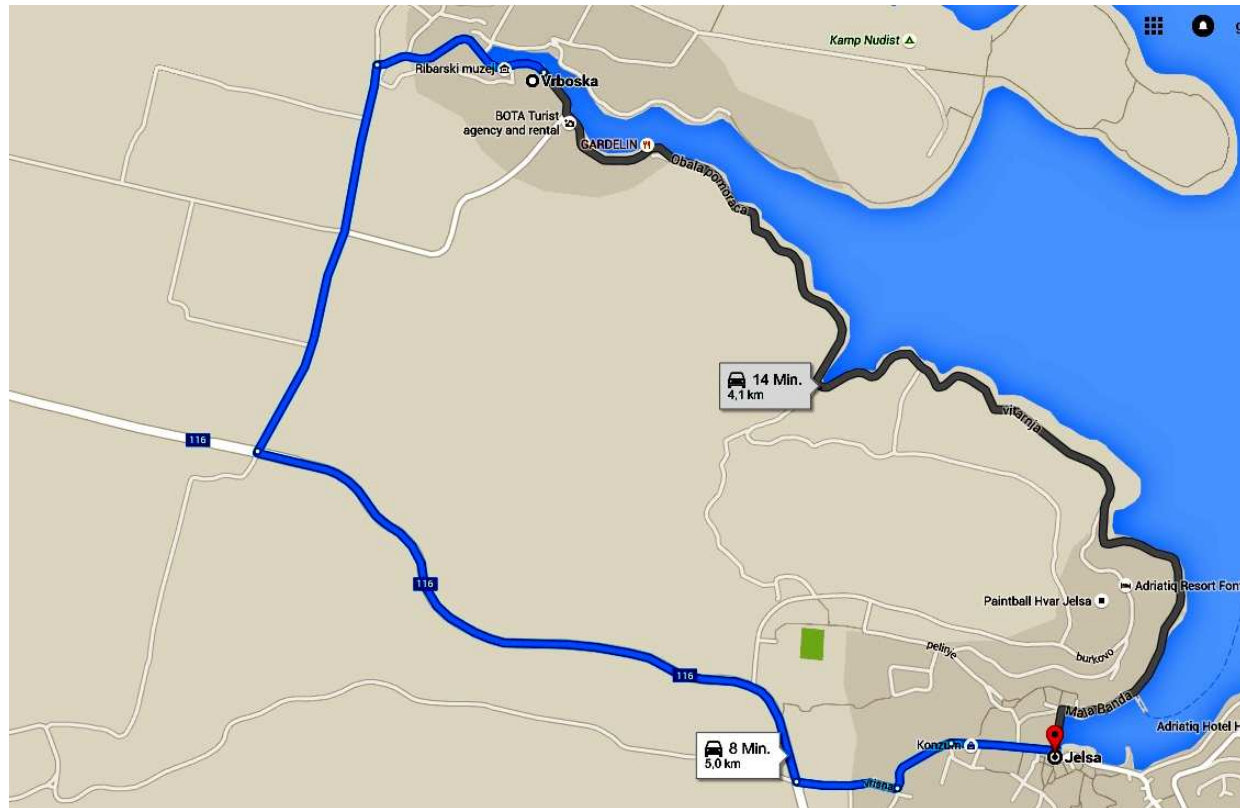 Kamp Nudist
Ribarski muzej
Vrboska
BOTA Turist
agency and rental
GARDELIN
Obala pomoraca
14 Min.
4,1 km
vitarnja
116
116
Adriatiq Resort Fon
Paintball Hvar Jelsa
pelinje
burkovo
116
Mala Banda
Adriatiq Hotel H
8 Min.
5,0 km
Konzum
Jelsa